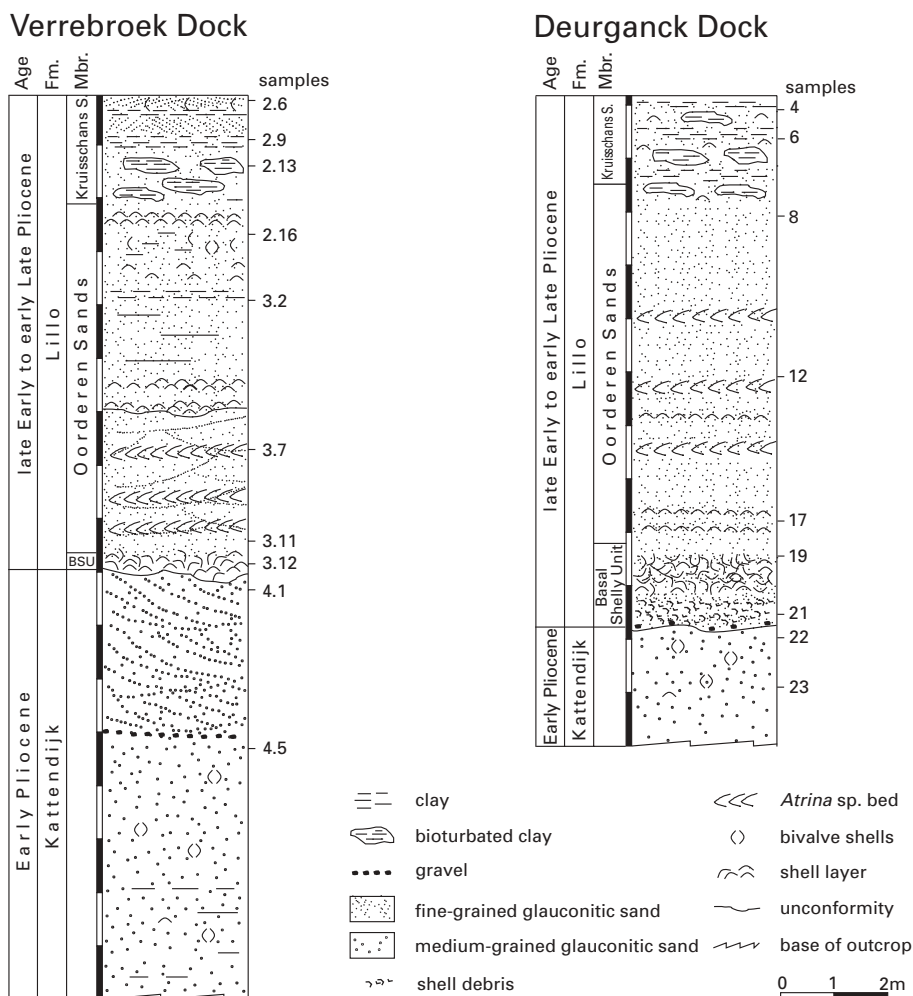 Verrebroek Dock
Age
Fm.
Mbr.
samples
late Early to early Late Pliocene
Early Pliocene
Lillo
Kattendijk
Kruisschans S.
Oorderen Sands
BSU
2.6
2.9
2.13
2.16
3.2
3.7
3.11
3.12
4.1
4.5
Deurganck Dock
Age
Fm.
Mbr.
samples
late Early to early Late Pliocene
Early Pliocene
Lillo
Kattendijk
Kruisschans S.
Oorderen Sands
Basal
Shelly Unit
4
6
8
12
17
19
21
22
23
clay
bioturbated clay
gravel
fine-grained glauconitic sand
medium-grained glauconitic sand
shell debris
Atrina sp. bed
bivalve shells
shell layer
unconformity
base of outcrop
0 1 2m